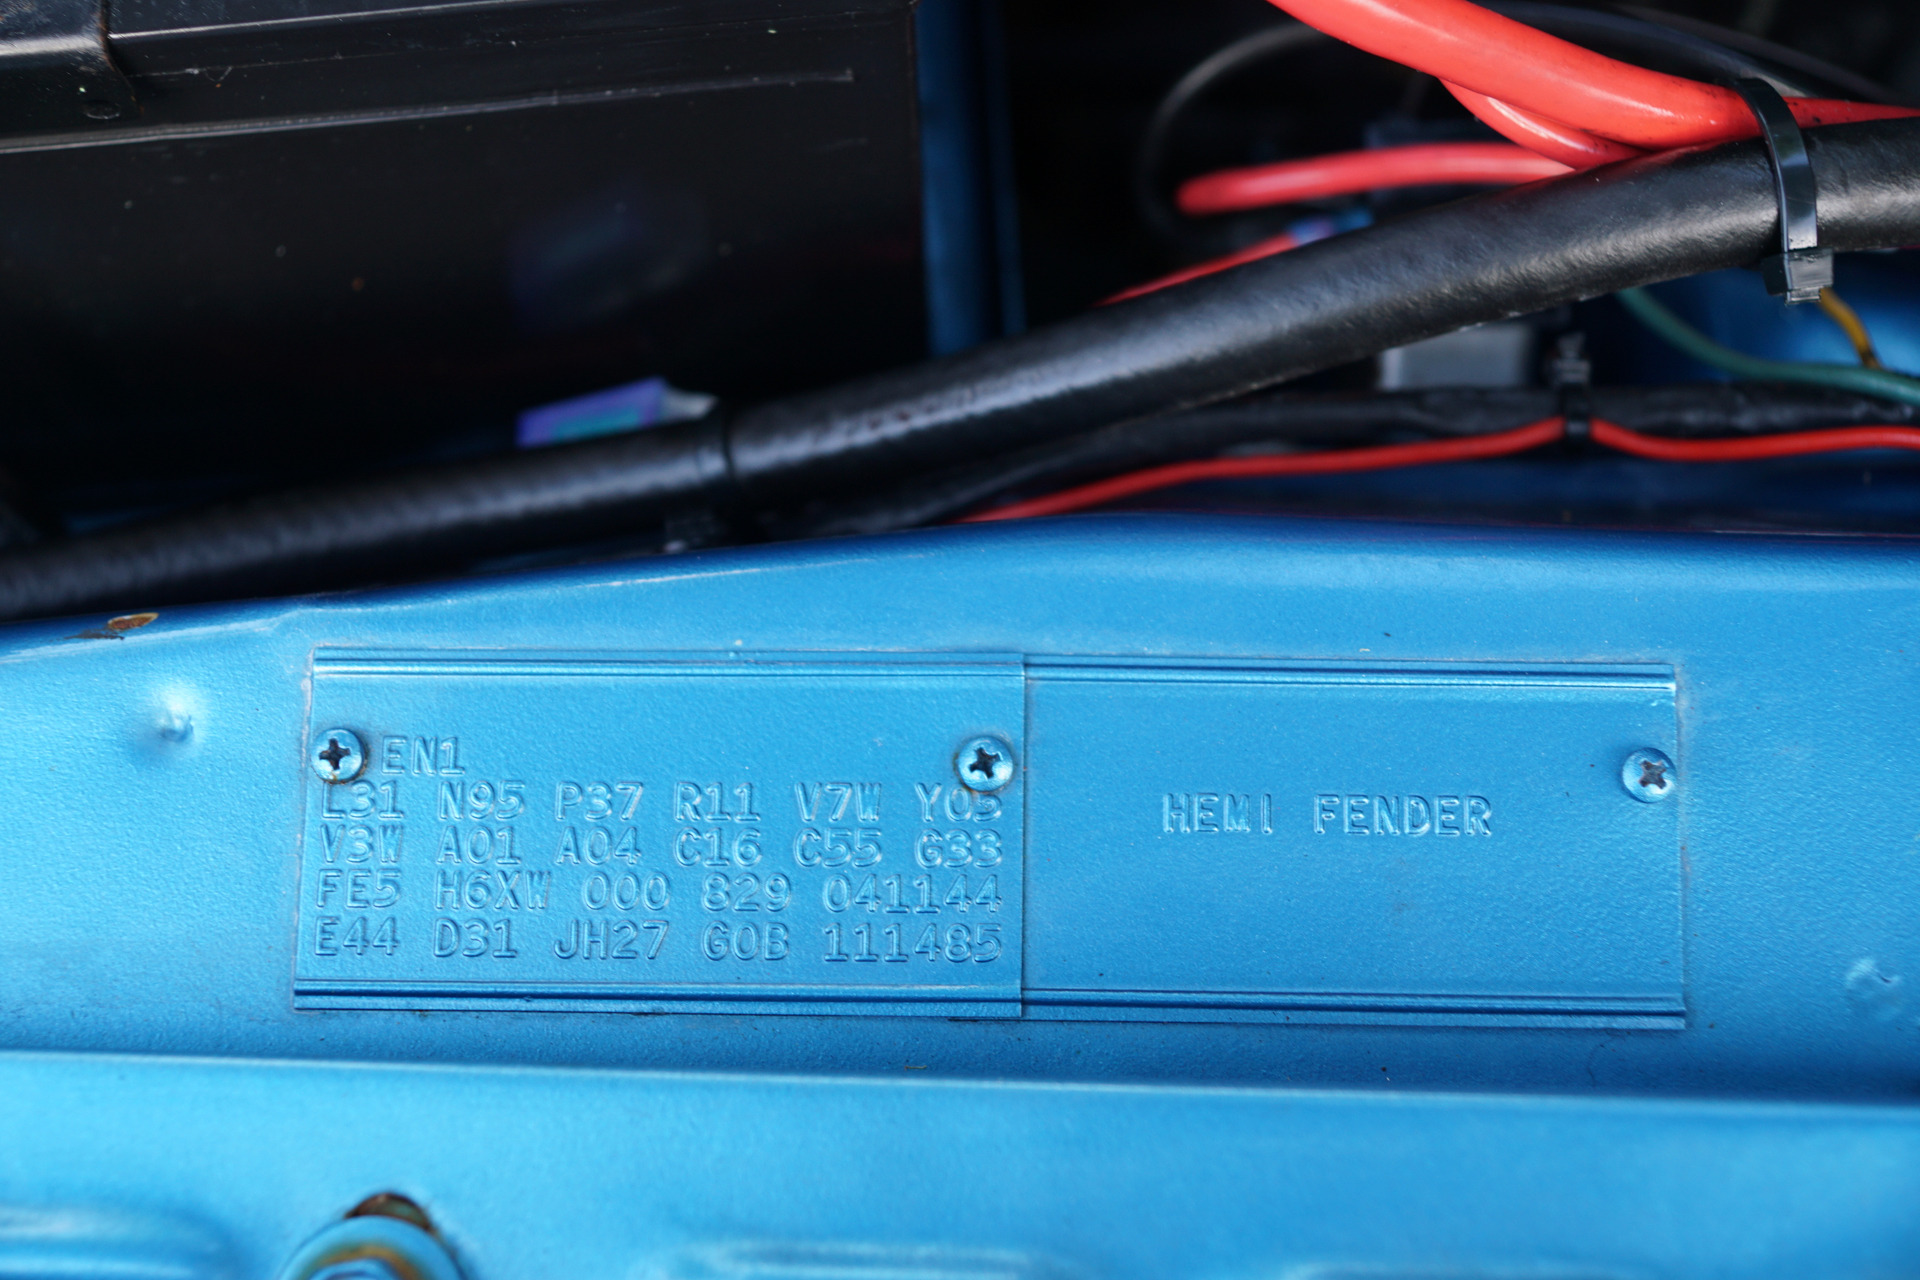 EN1
L31 N95 P37 R11 V7W Y05
V3W A01 A04 C16 C55 G33
FE5 H6XW 000 829 041144
E44 D31 JH27 G0B 111485
HEMI FENDER